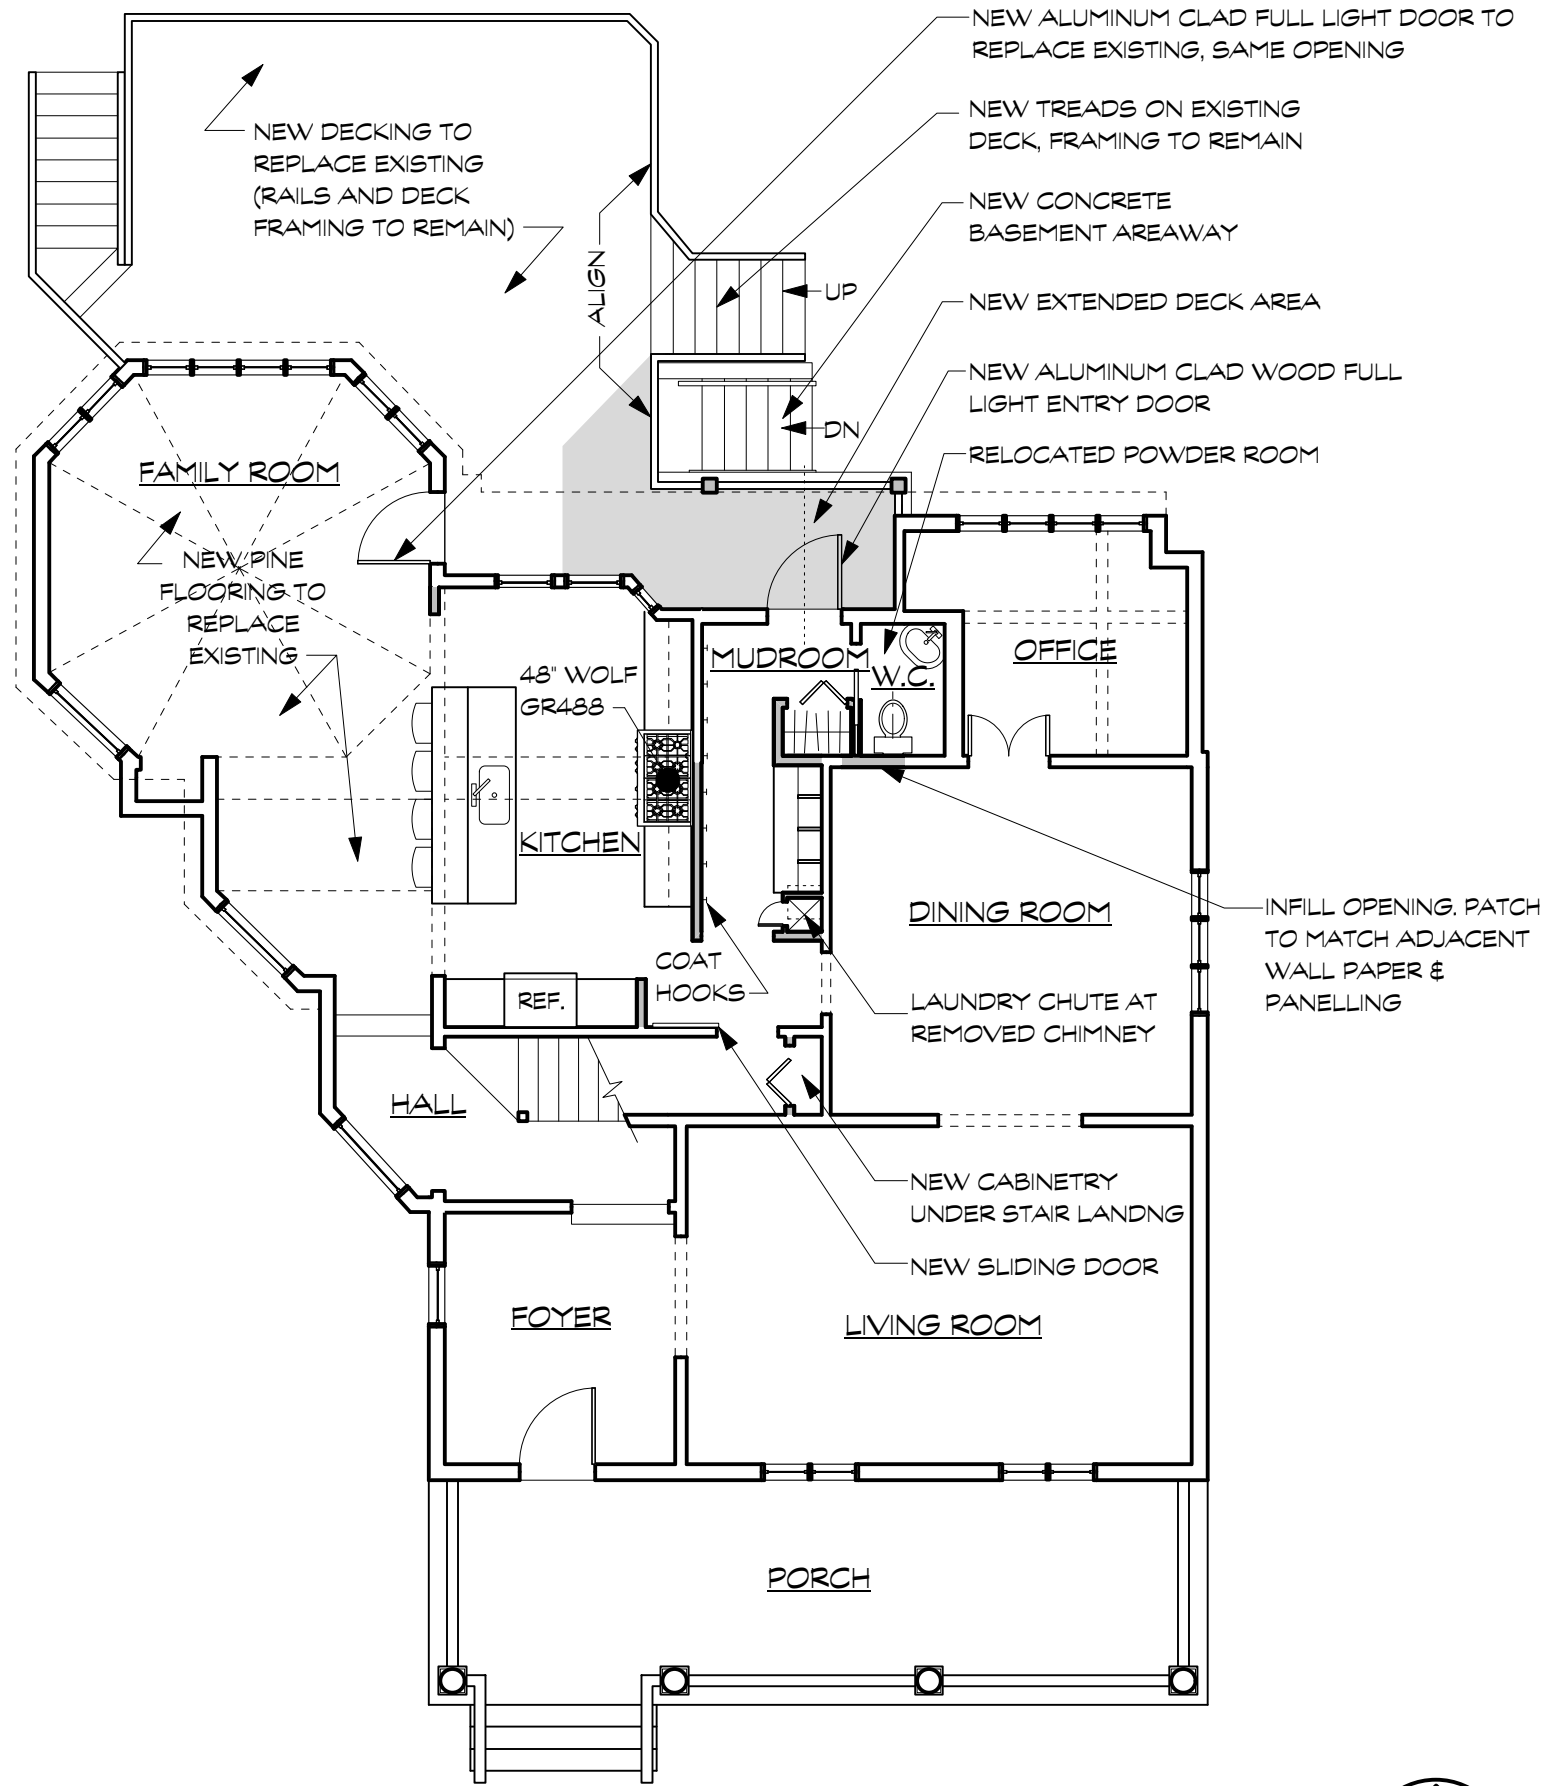 NEW ALUMINUM CLAD FULL LIGHT DOOR TO
REPLACE EXISTING, SAME OPENING
NEW TREADS ON EXISTING
DECK, FRAMING TO REMAIN
NEW DECKING TO
REPLACE EXISTING
(RAILS AND DECK
FRAMING TO REMAIN)
NEW CONCRETE
BASEMENT AREAWAY
ALIGN
UP
NEW EXTENDED DECK AREA
NEW ALUMINUM CLAD WOOD FULL
LIGHT ENTRY DOOR
DN
RELOCATED POWDER ROOM
FAMILY ROOM
NEW PINE
FLOORING TO
REPLACE
EXISTING
48" WOLF
GR488
MUDROOM
W.C.
OFFICE
KITCHEN
DINING ROOM
INFILL OPENING. PATCH
TO MATCH ADJACENT
WALL PAPER &
PANELLING
COAT
HOOKS
REF.
LAUNDRY CHUTE AT
REMOVED CHIMNEY
HALL
NEW CABINETRY
UNDER STAIR LANDNG
NEW SLIDING DOOR
FOYER
LIVING ROOM
PORCH